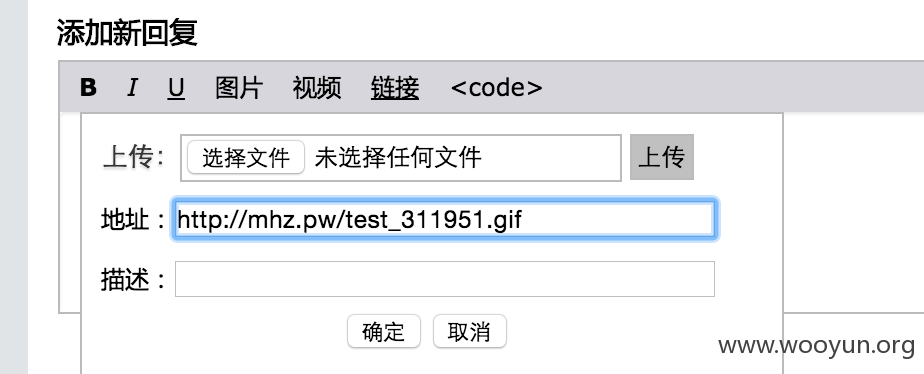 添加新回复
B I U 图片 视频 链接 <code>
上传： 选择文件 未选择任何文件 上传
地址：http://mhz.pw/test_311951.gif
描述：
确定 取消
www.wooyun.org